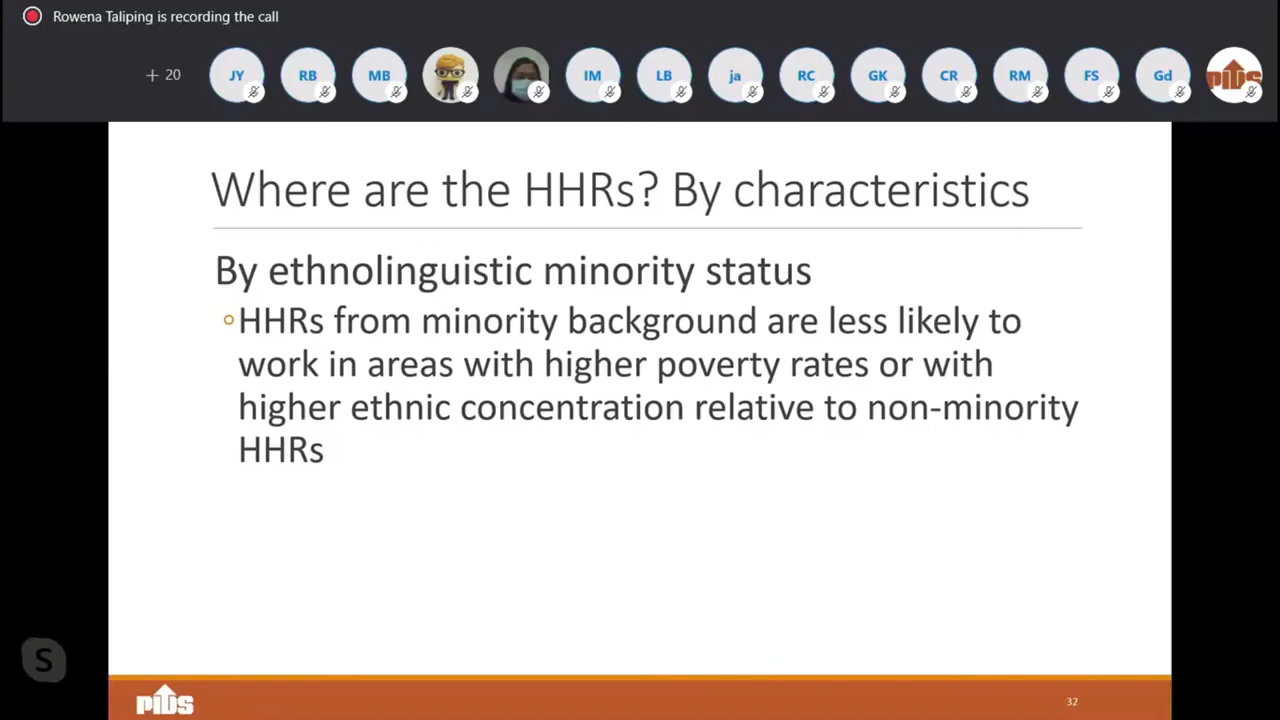 Rowena Taliping is recording the call
+ 20 JY RB MB IM LB ja RC GK CR RM FS Gd PIDS
Where are the HHRs? By characteristics
By ethnolinguistic minority status
HHRs from minority background are less likely to
work in areas with higher poverty rates or with
higher ethnic concentration relative to non-minority
HHRs
S
PIDS
32